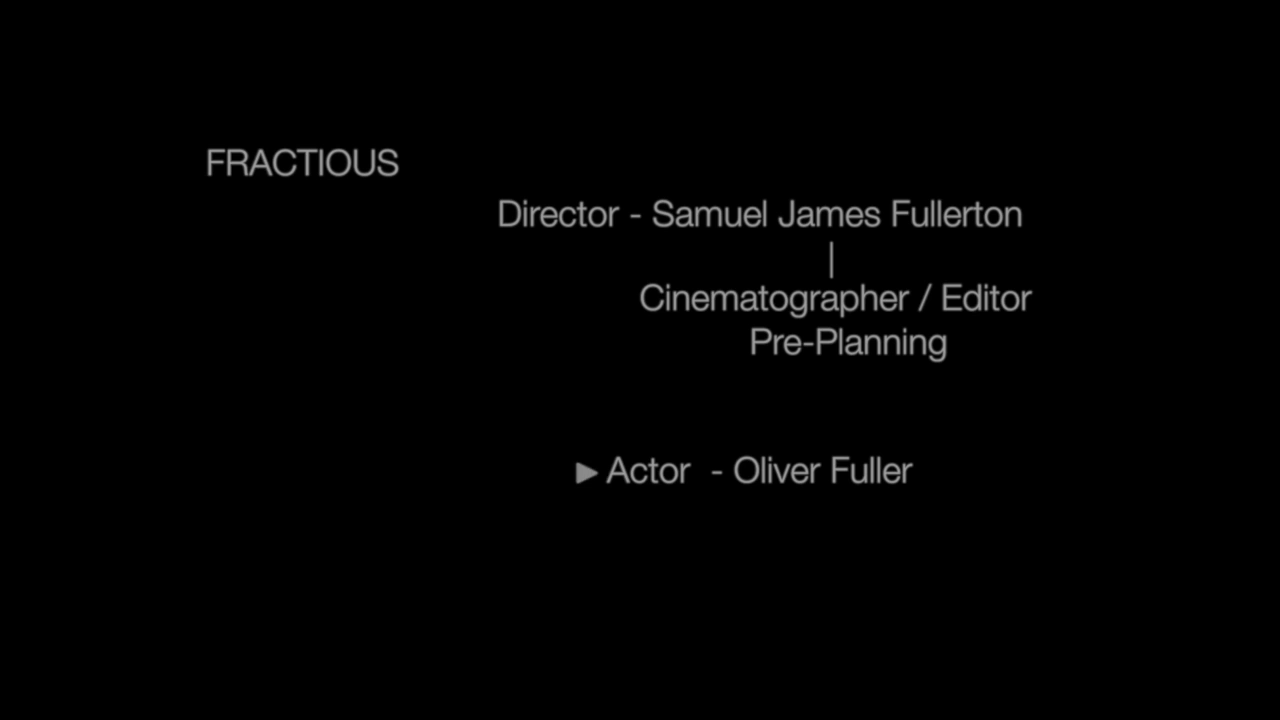 FRACTIOUS
Director - Samuel James Fullerton
|
Cinematographer / Editor
Pre-Planning
▶ Actor - Oliver Fuller